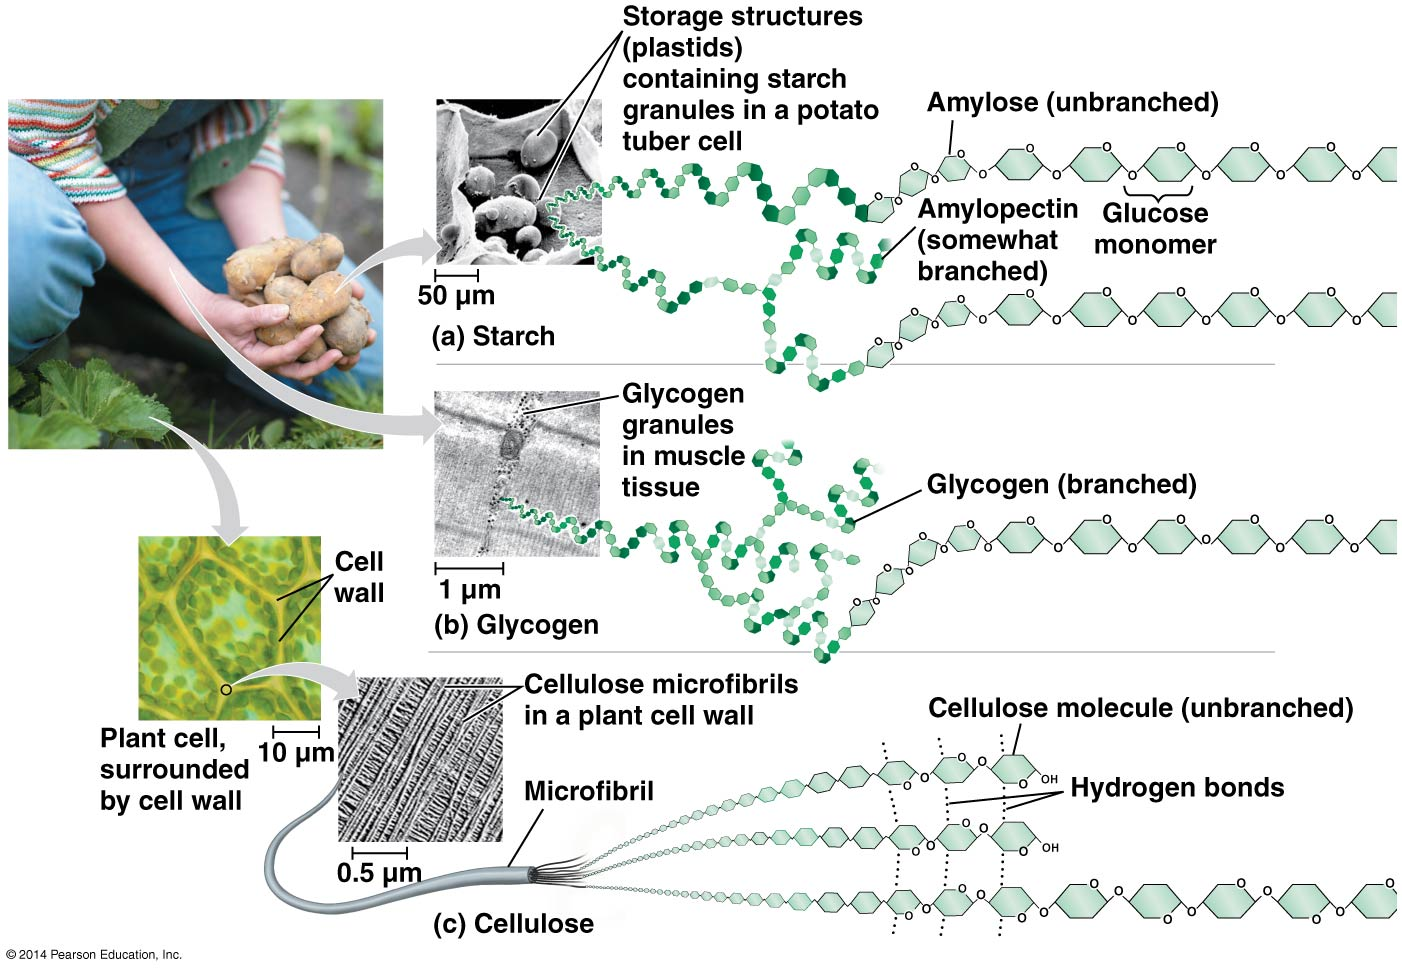 Storage structures
(plastids)
containing starch
granules in a potato
tuber cell
Amylose (unbranched)
O O O O O O O O
O O O O O O O O
Glucose
monomer
Amylopectin
(somewhat
branched)
50 µm
(a) Starch
O O O O O O O O
O O O O O O O O
Glycogen
granules
in muscle
tissue
Glycogen (branched)
1 µm
(b) Glycogen
O O O O O O O O
O O O O O O O O
Cell
wall
Plant cell,
surrounded
by cell wall
10 µm
Cellulose microfibrils
in a plant cell wall
Microfibril
0.5 µm
Cellulose molecule (unbranched)
O O O O O OH
Hydrogen bonds
O O O O O OH
O O O O O O O O O O O
(c) Cellulose
© 2014 Pearson Education, Inc.